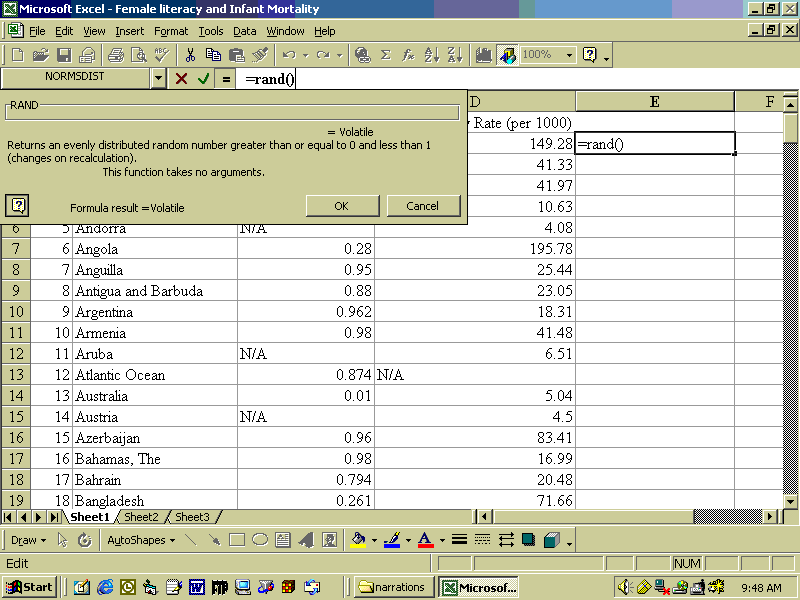 Microsoft Excel - Female literacy and Infant Mortality
File Edit View Insert Format Tools Data Window Help
100%
NORMSDIST = =rand()
D E F
RAND
= Volatile
Returns an evenly distributed random number greater than or equal to 0 and less than 1
(changes on recalculation).
This function takes no arguments.
Formula result =Volatile OK Cancel
Rate (per 1000)
149.28 =rand()
41.33
41.97
10.63
6 5 Andorra N/A 4.08
7 6 Angola 0.28 195.78
8 7 Anguilla 0.95 25.44
9 8 Antigua and Barbuda 0.88 23.05
10 9 Argentina 0.962 18.31
11 10 Armenia 0.98 41.48
12 11 Aruba N/A 6.51
13 12 Atlantic Ocean 0.874 N/A
14 13 Australia 0.01 5.04
15 14 Austria N/A 4.5
16 15 Azerbaijan 0.96 83.41
17 16 Bahamas, The 0.98 16.99
18 17 Bahrain 0.794 20.48
19 18 Bangladesh 0.261 71.66
Sheet1 Sheet2 Sheet3
Draw AutoShapes
Edit NUM
Start narrations Microsof... 9:48 AM